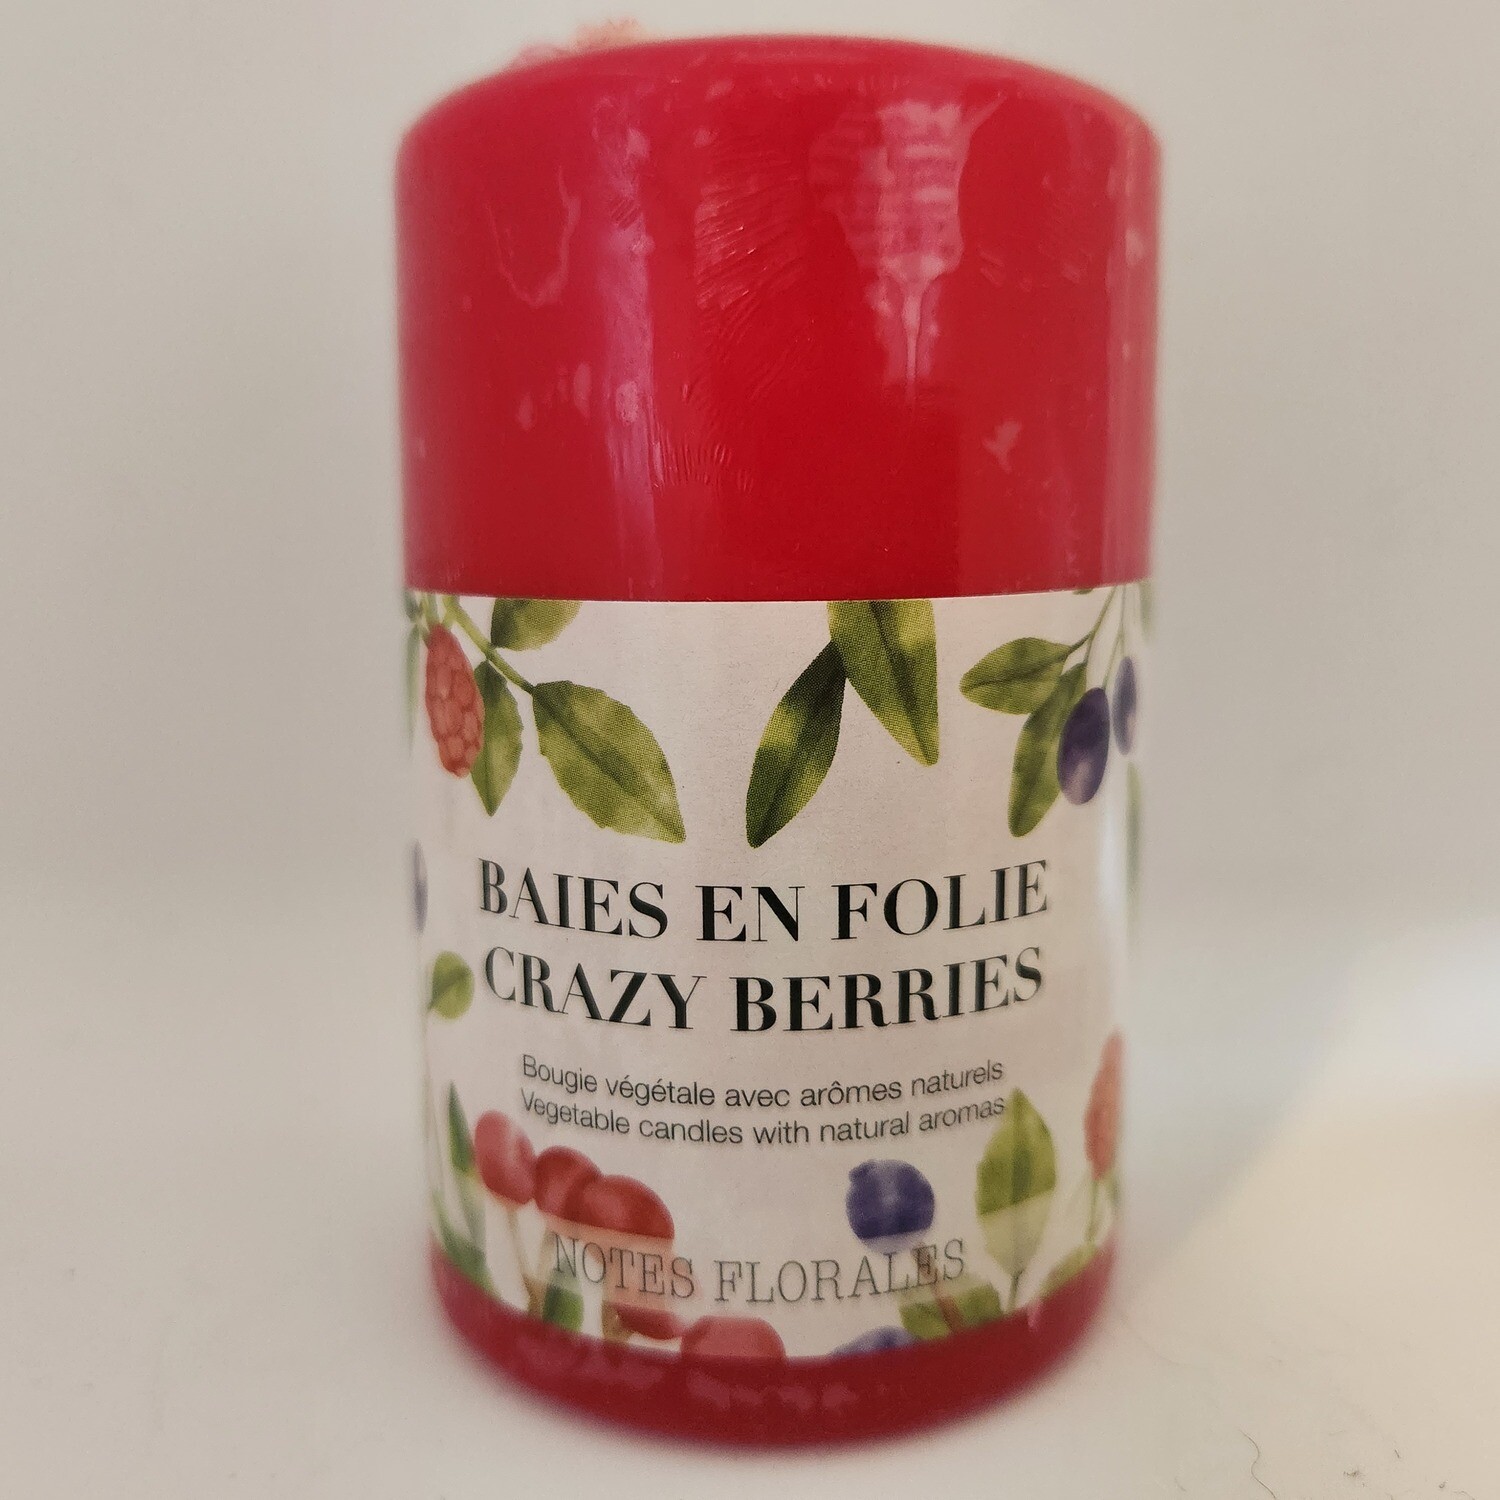 BAIES EN FOLIE
CRAZY BERRIES
Bougie végétale avec arômes naturels
Vegetable candles with natural aromas
NOTES FLORALES